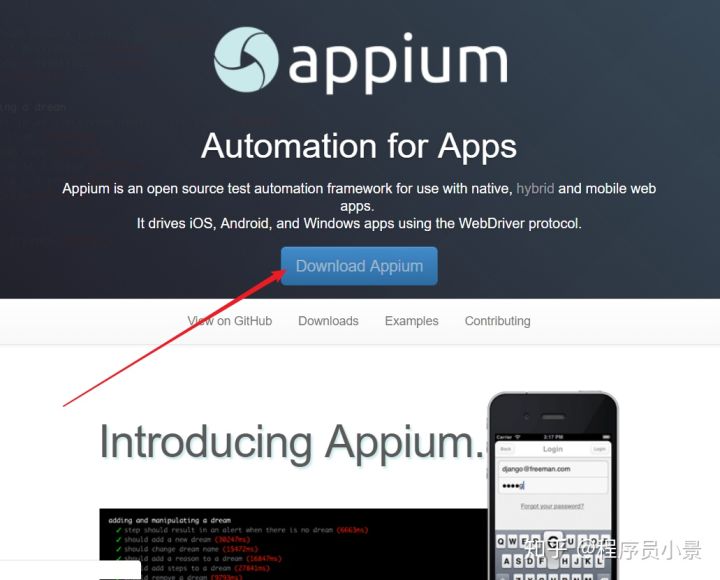 appium
Automation for Apps
Appium is an open source test automation framework for use with native, hybrid and mobile web
apps.
It drives iOS, Android, and Windows apps using the WebDriver protocol.
Download Appium
View on GitHub Downloads Examples Contributing
Introducing Appium.
Carrier 3:17 PM
Back Login Login
django@freeman.com
●●●●g
Forgot your password?
Q W E R T Y U I O P
A S D F G H J K L
adding and manipulating a dream
✓ step should result in an alert when there is no dream (6663ms)
✓ should add a new dream (30247ms)
✓ should change dream name (15472ms)
✓ should add a reason to a dream (16847ms)
add steps to a dream (27841ms)
remove a dream (9793ms)
知乎 @程序员小景